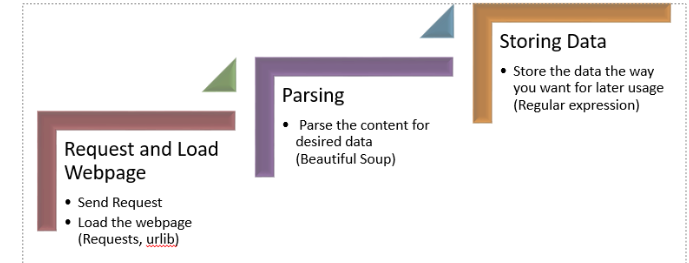 Request and Load
Webpage
• Send Request
• Load the webpage
(Requests, urlib)
Parsing
• Parse the content for
desired data
(Beautiful Soup)
Storing Data
• Store the data the way
you want for later usage
(Regular expression)